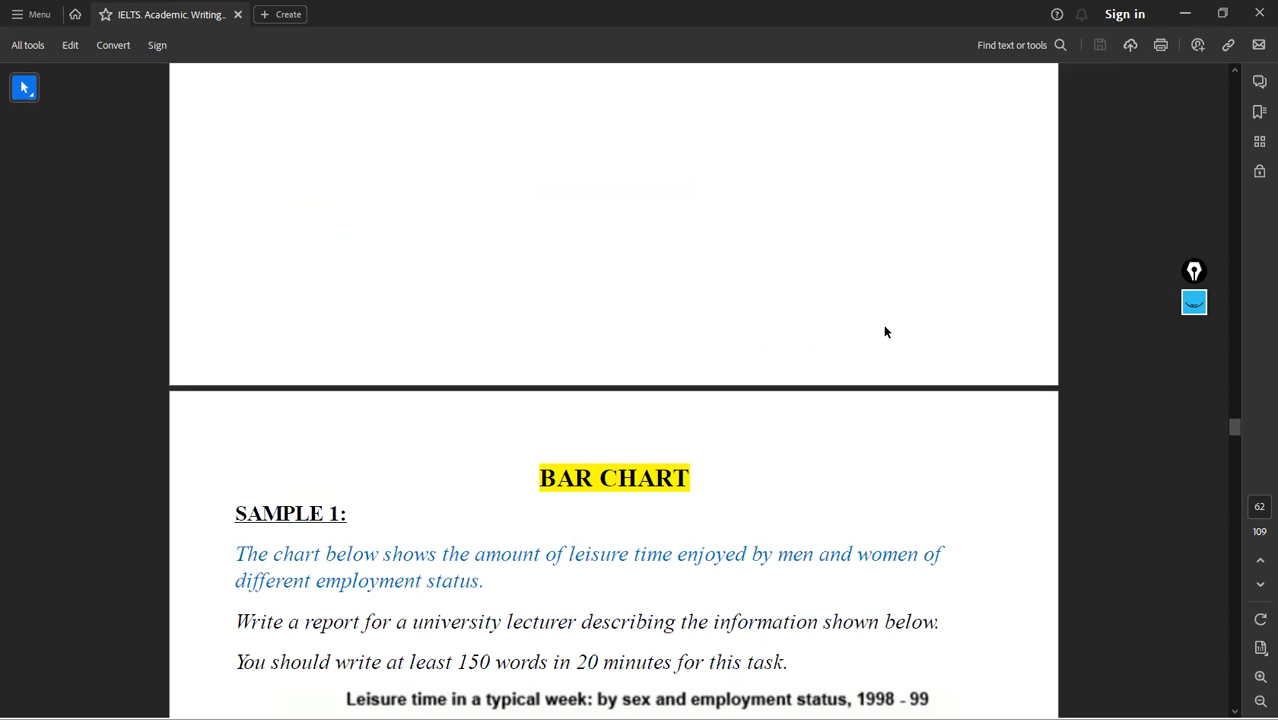 Menu
IELTS. Academic. Writing..
Create
Sign in
All tools
Edit
Convert
Sign
Find text or tools
BAR CHART
SAMPLE 1:
The chart below shows the amount of leisure time enjoyed by men and women of
different employment status.
Write a report for a university lecturer describing the information shown below.
You should write at least 150 words in 20 minutes for this task.
Leisure time in a typical week: by sex and employment status, 1998 - 99
62
109